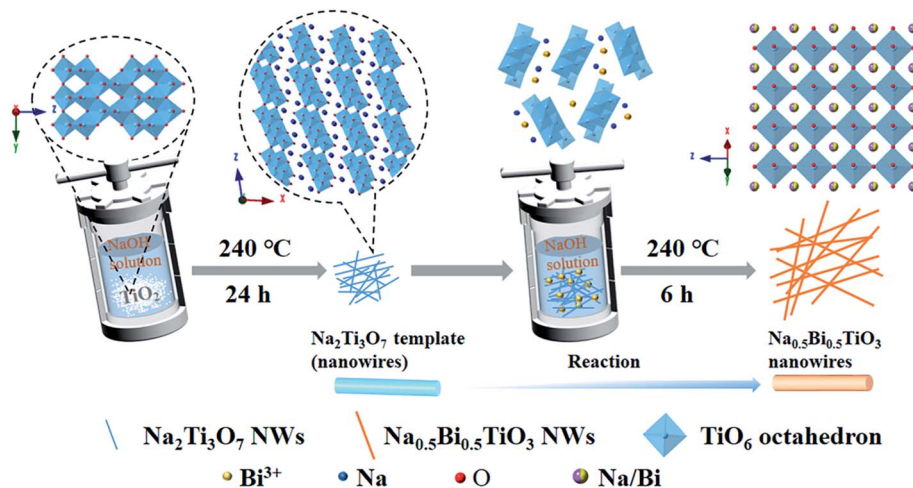 x
z
y
z
x
x
z
y
NaOH
solution
TiO₂
240 °C
24 h
NaOH
solution
240 °C
6 h
Na₂Ti₃O₇ template
(nanowires)
Reaction
Na₀.₅Bi₀.₅TiO₃
nanowires
Na₂Ti₃O₇ NWs
Na₀.₅Bi₀.₅TiO₃ NWs
TiO₆ octahedron
Bi³⁺
Na
O
Na/Bi